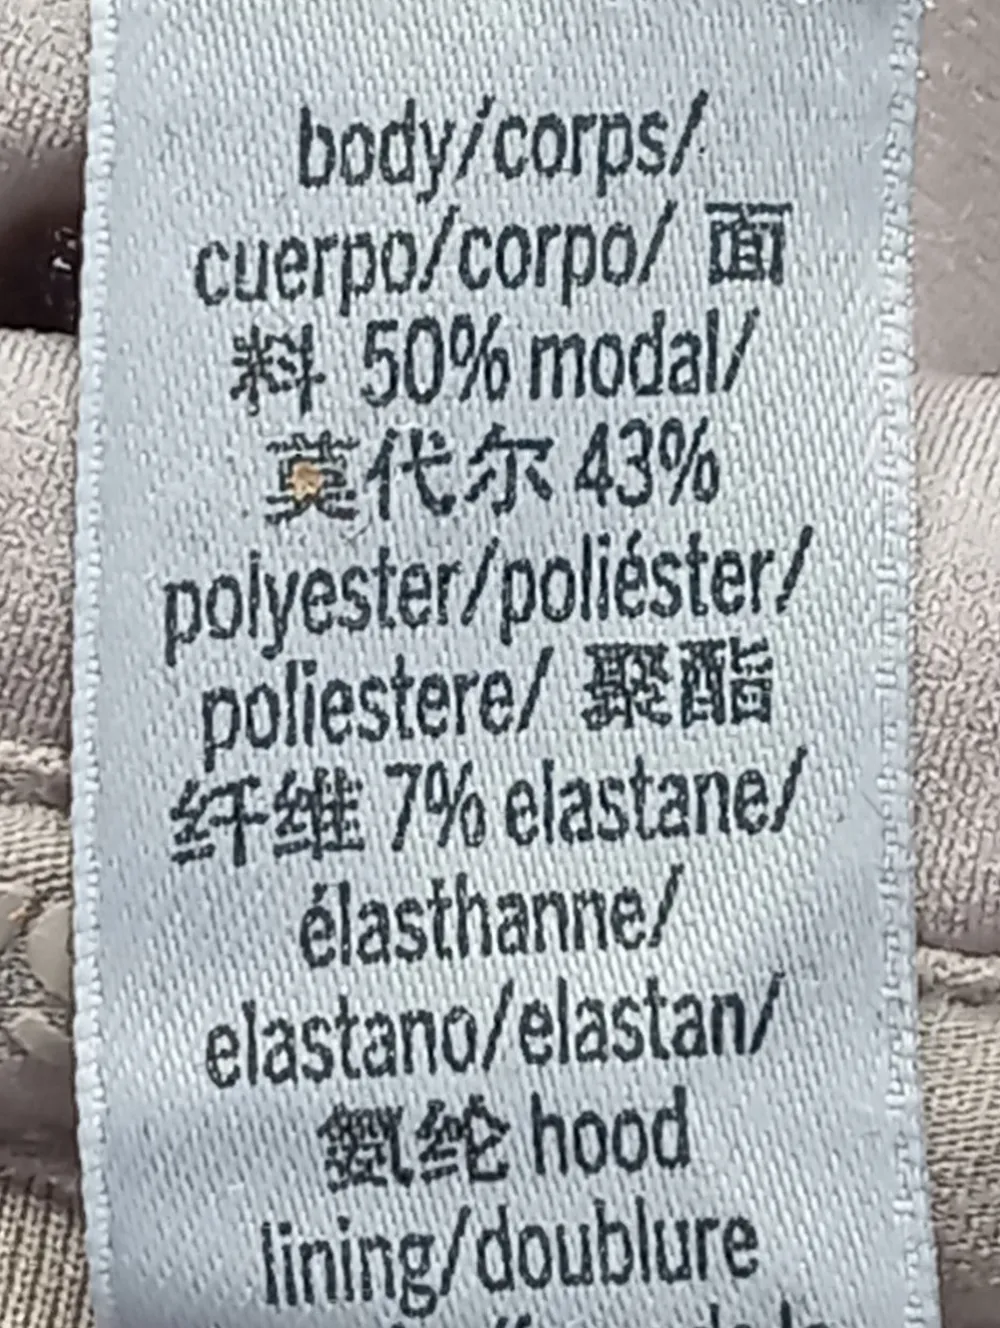 body/corps/
cuerpo/corpo/ 面
料 50% modal/
莫代尔 43%
polyester/poliéster/
poliestere/ 聚酯
纤维 7% elastane/
élasthanne/
elastano/elastan/
氨纶 hood
lining/doublure